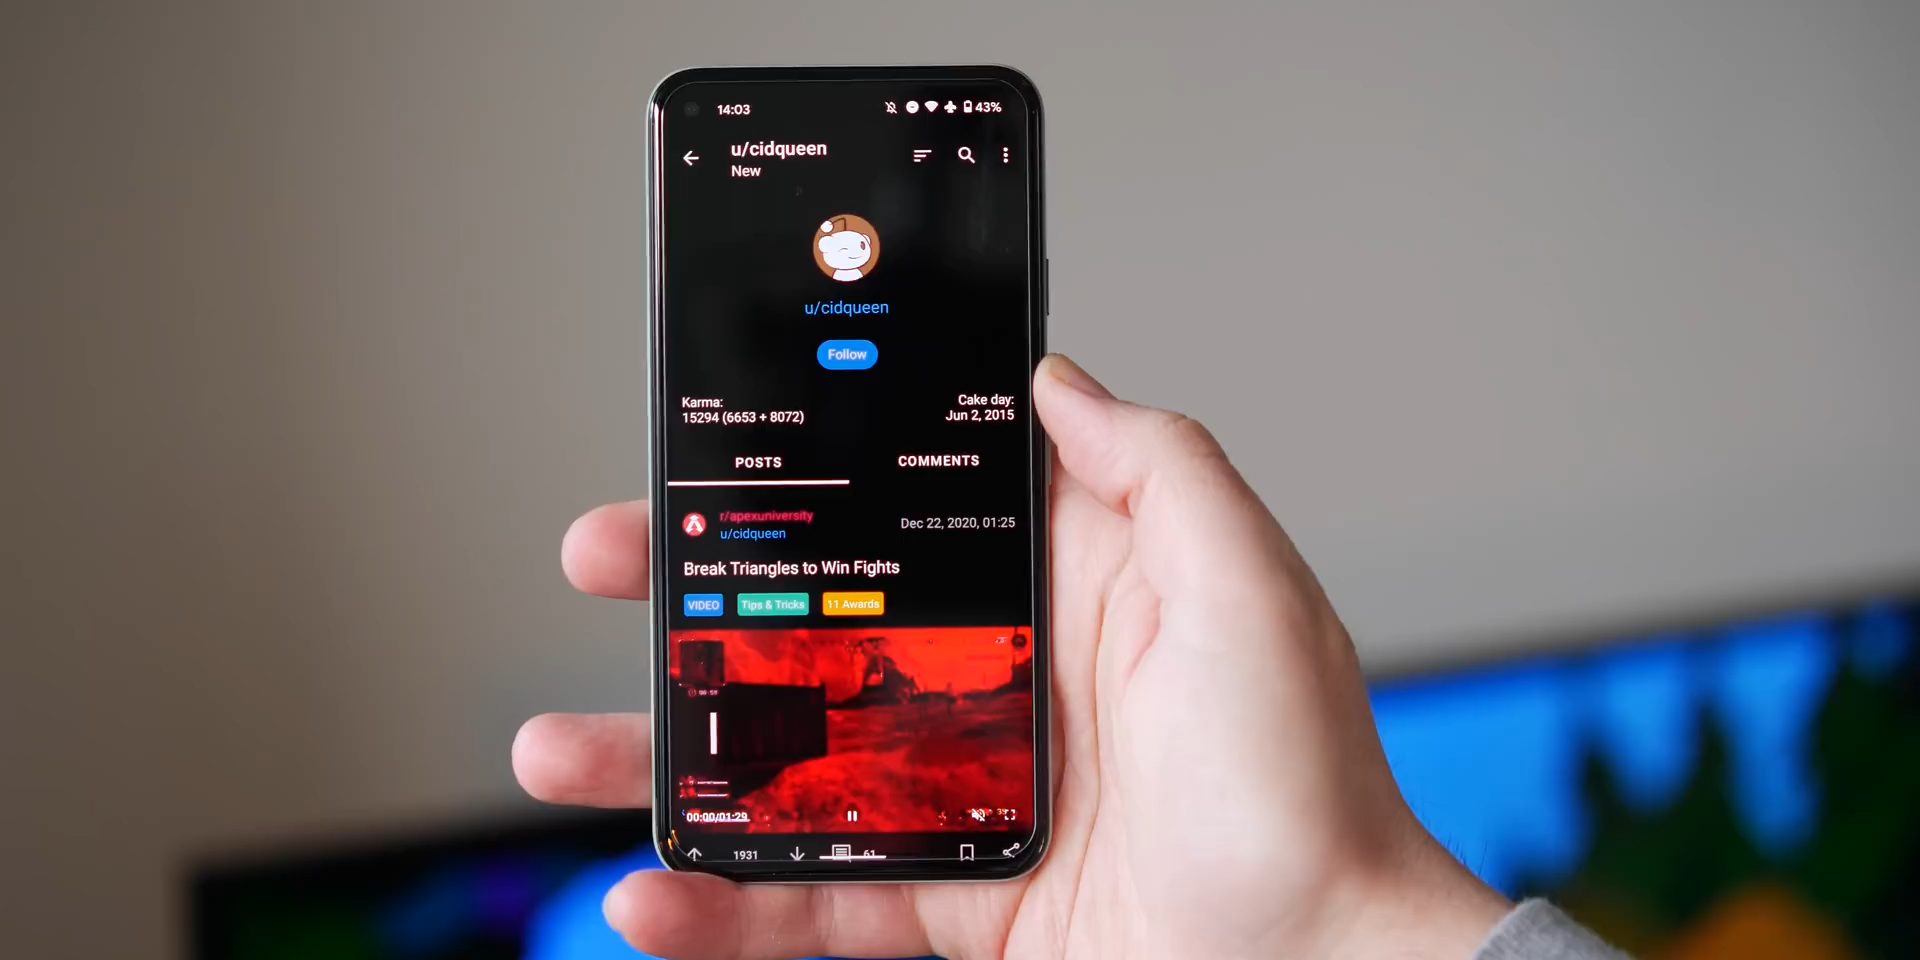 14:03
43%
u/cidqueen
New
u/cidqueen
Follow
Karma:
15294 (6653 + 8072)
Cake day:
Jun 2, 2015
POSTS
COMMENTS
r/apexuniversity
u/cidqueen
Dec 22, 2020, 01:25
Break Triangles to Win Fights
VIDEO
Tips & Tricks
11 Awards
00:00/01:29
1931
61